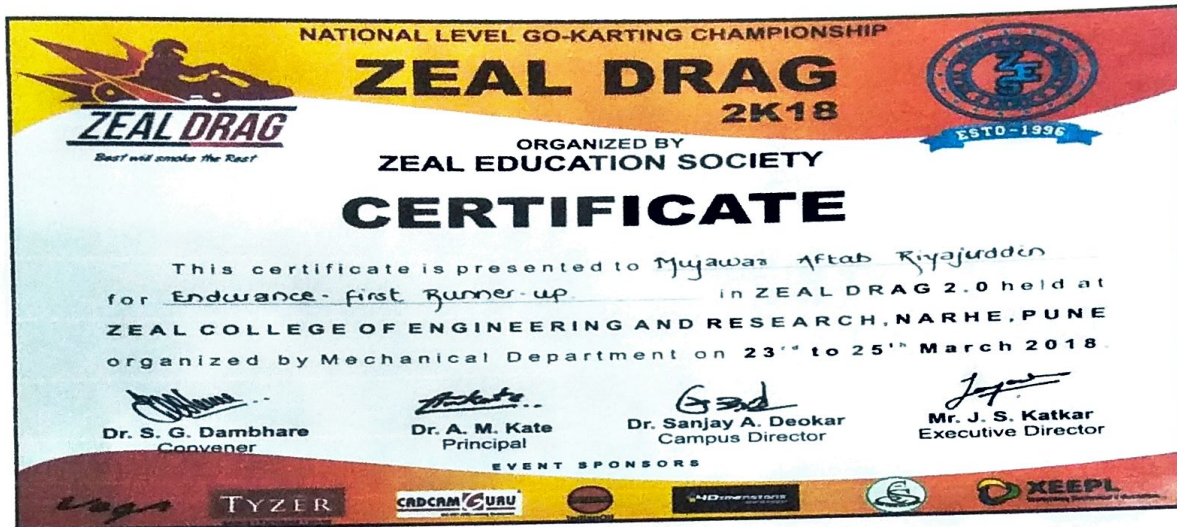 NATIONAL LEVEL GO-KARTING CHAMPIONSHIP
ZEAL DRAG
2K18
ZEAL DRAG
Best will smoke the Rest
ZES
ESTD-1996
ORGANIZED BY
ZEAL EDUCATION SOCIETY
CERTIFICATE
This certificate is presented to Mujawar Aftab Riyajuddin
for Endurance - first Runner-up in ZEAL DRAG 2.0 held at
ZEAL COLLEGE OF ENGINEERING AND RESEARCH, NARHE, PUNE
organized by Mechanical Department on 23rd to 25th March 2018.
Dr. S. G. Dambhare
Convener
Dr. A. M. Kate
Principal
Dr. Sanjay A. Deokar
Campus Director
Mr. J. S. Katkar
Executive Director
EVENT SPONSORS
Vega TYZER CADCAM GURU 4Dimensions XEEPL